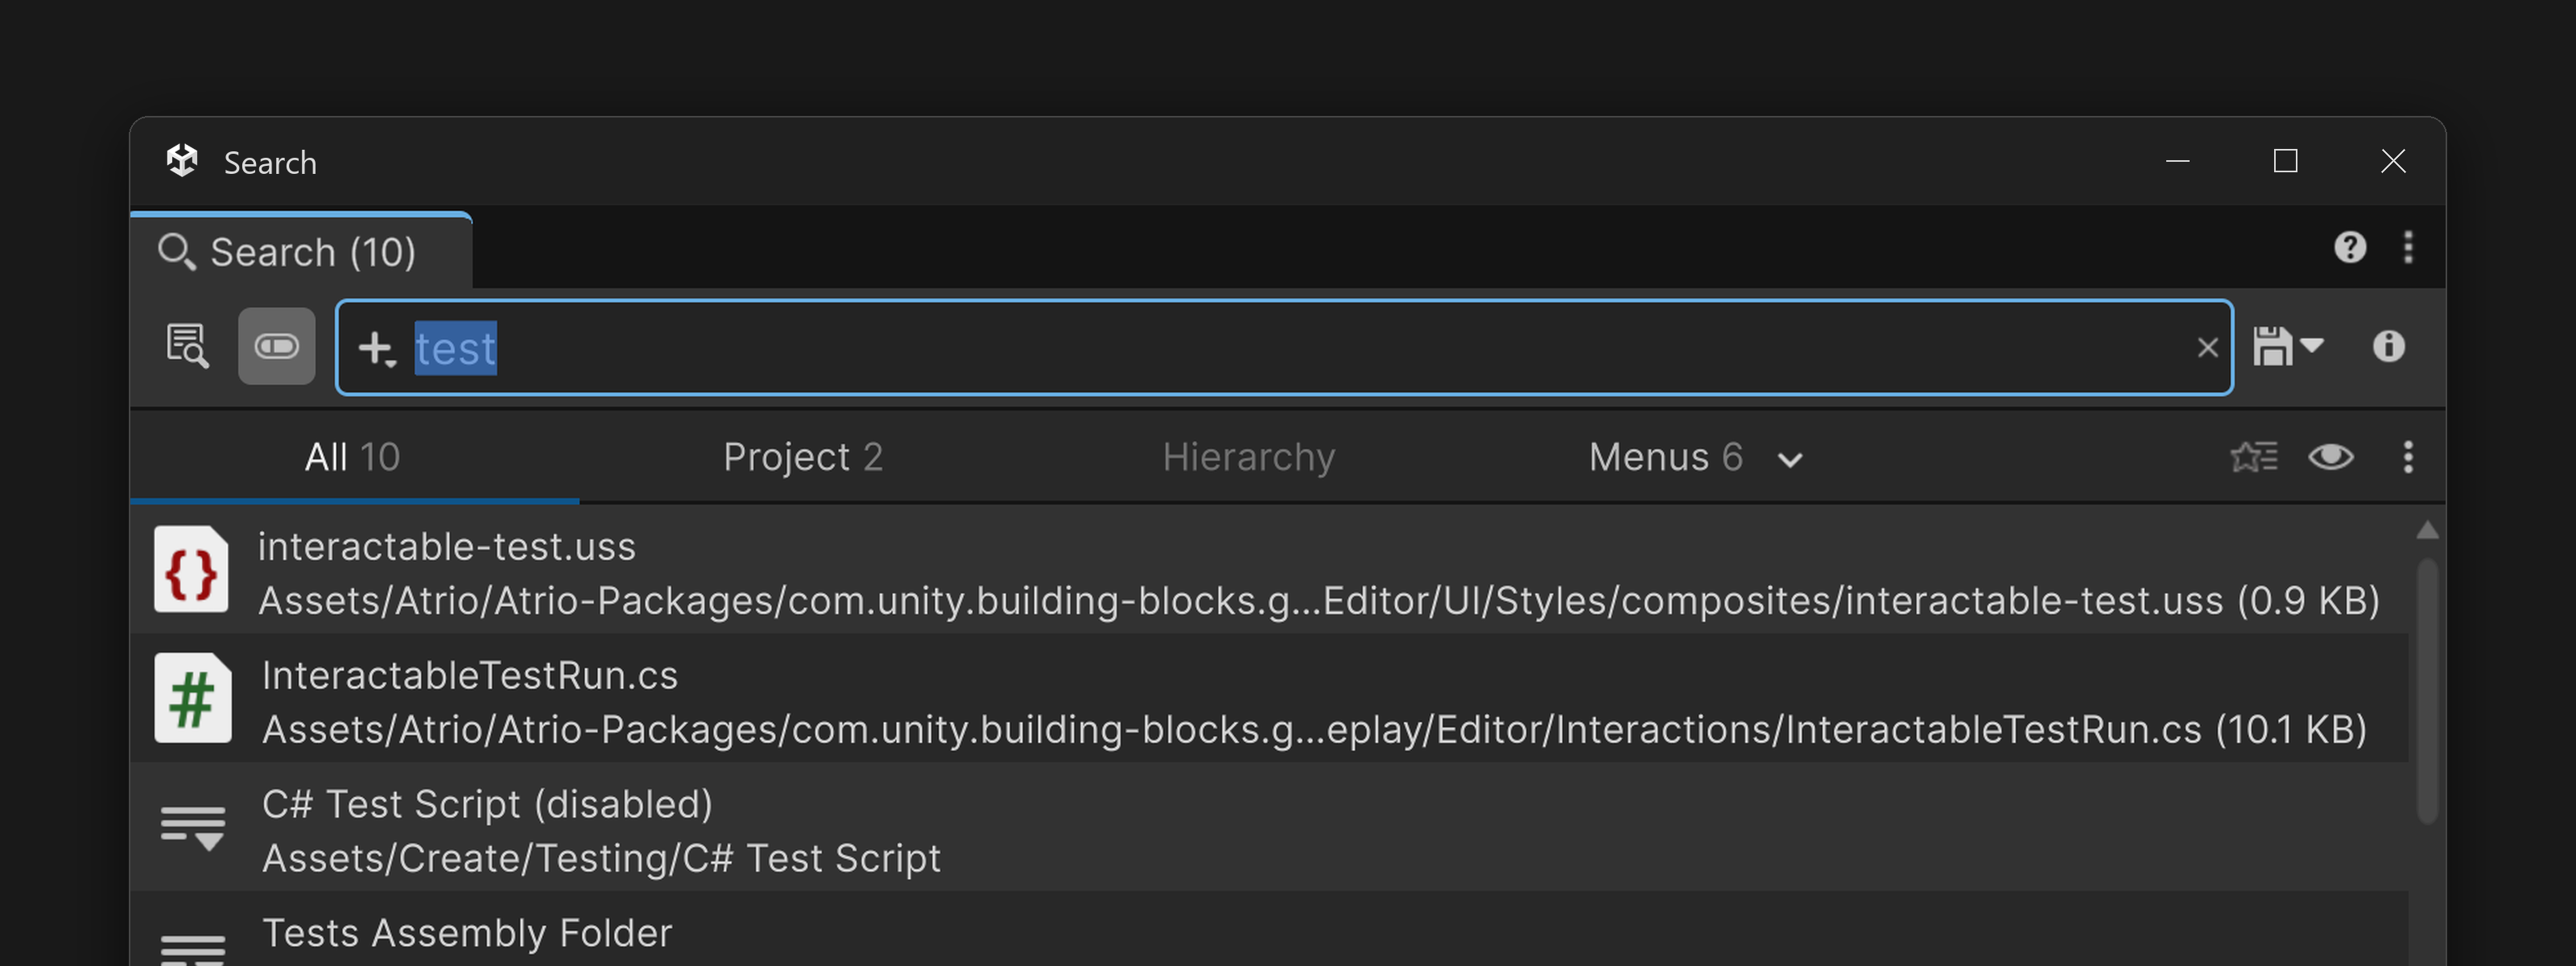 Search
Search (10)
test
All 10 Project 2 Hierarchy Menus 6
interactable-test.uss
Assets/Atrio/Atrio-Packages/com.unity.building-blocks.g...Editor/UI/Styles/composites/interactable-test.uss (0.9 KB)
InteractableTestRun.cs
Assets/Atrio/Atrio-Packages/com.unity.building-blocks.g...eplay/Editor/Interactions/InteractableTestRun.cs (10.1 KB)
C# Test Script (disabled)
Assets/Create/Testing/C# Test Script
Tests Assembly Folder